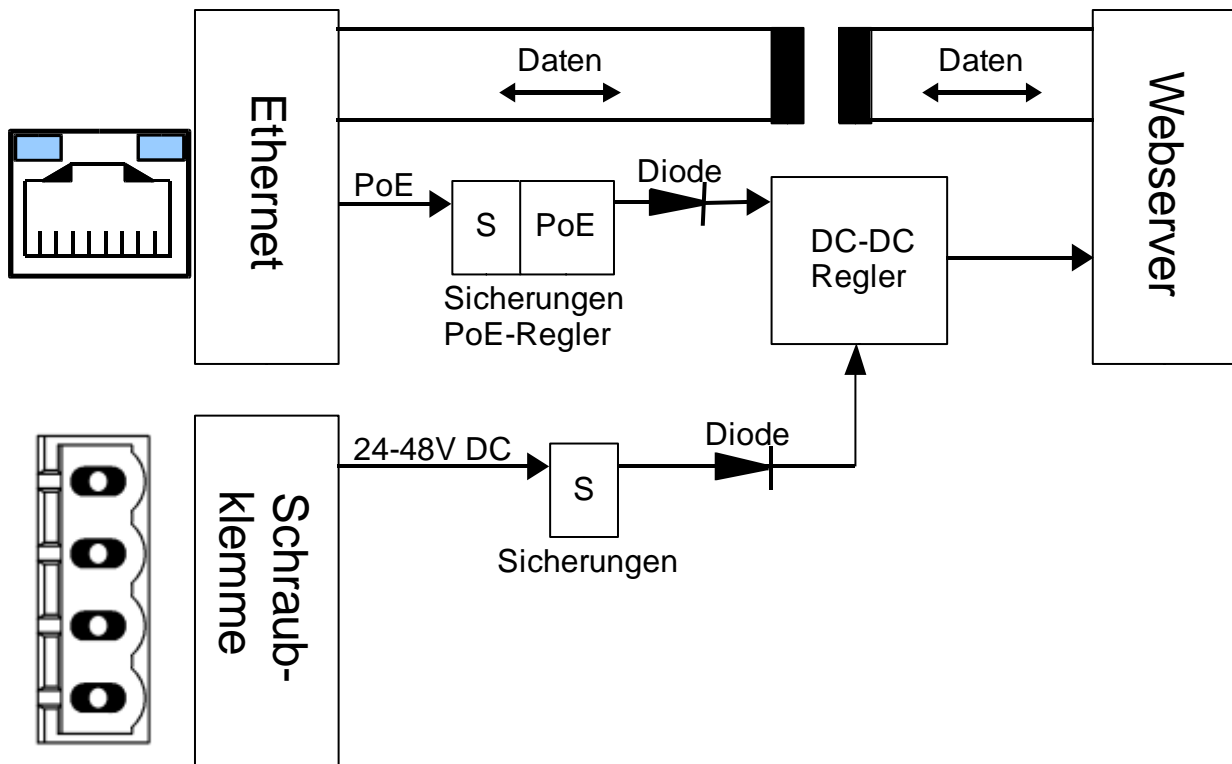 Ethernet
Daten
Daten
Webserver
PoE
S
PoE
Diode
DC-DC
Regler
Sicherungen
PoE-Regler
Schraub-
klemme
24-48V DC
S
Diode
Sicherungen